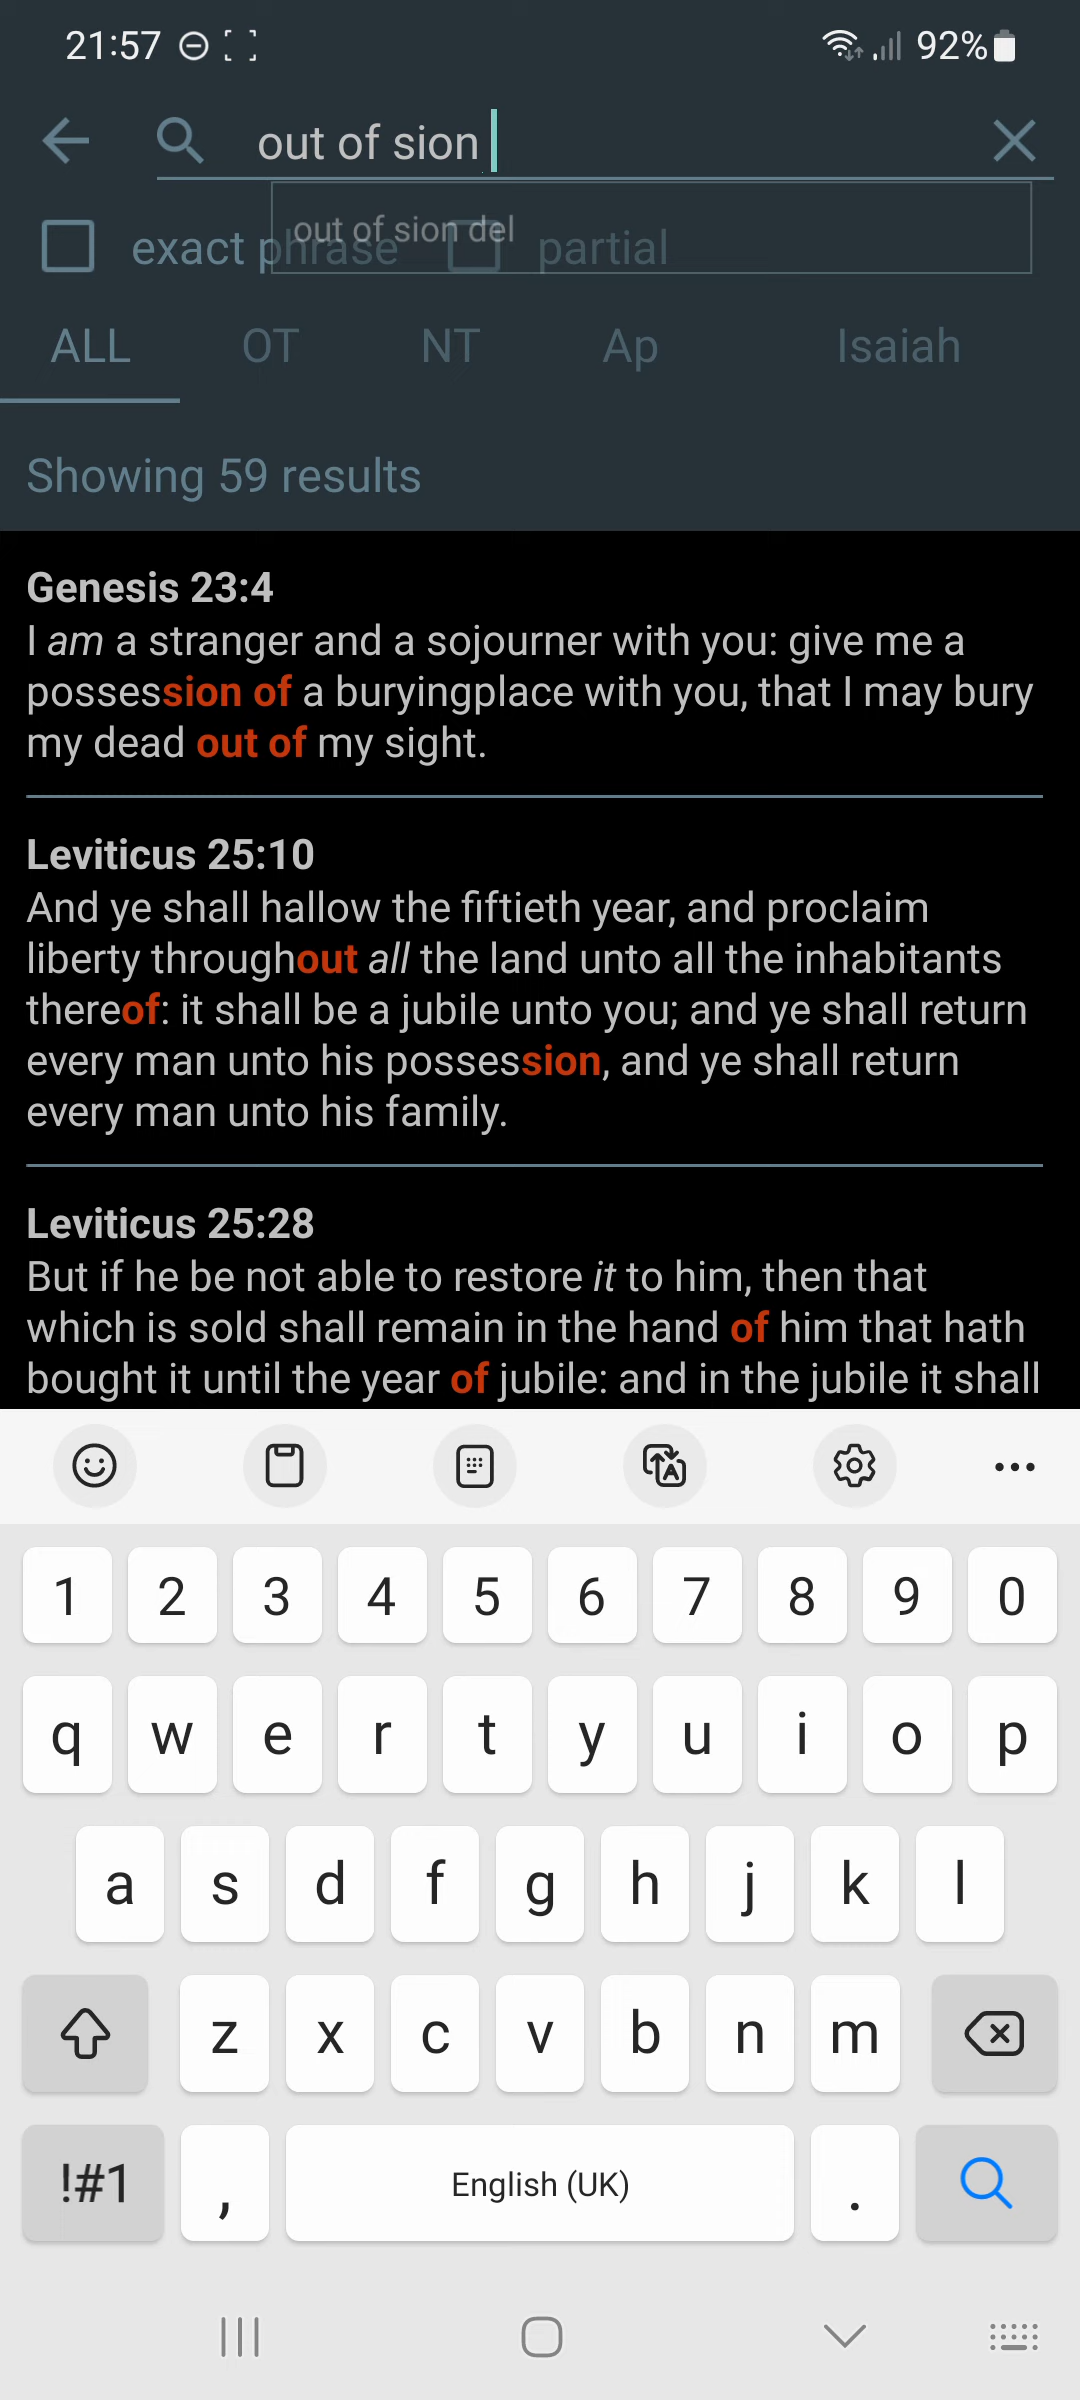 21:57 92%
out of sion
out of sion del
exact phrase partial
ALL OT NT Ap Isaiah
Showing 59 results
Genesis 23:4
I am a stranger and a sojourner with you: give me a
possession of a buryingplace with you, that I may bury
my dead out of my sight.
Leviticus 25:10
And ye shall hallow the fiftieth year, and proclaim
liberty throughout all the land unto all the inhabitants
thereof: it shall be a jubile unto you; and ye shall return
every man unto his possession, and ye shall return
every man unto his family.
Leviticus 25:28
But if he be not able to restore it to him, then that
which is sold shall remain in the hand of him that hath
bought it until the year of jubile: and in the jubile it shall
1 2 3 4 5 6 7 8 9 0
q w e r t y u i o p
a s d f g h j k l
z x c v b n m
!#1 , English (UK) .